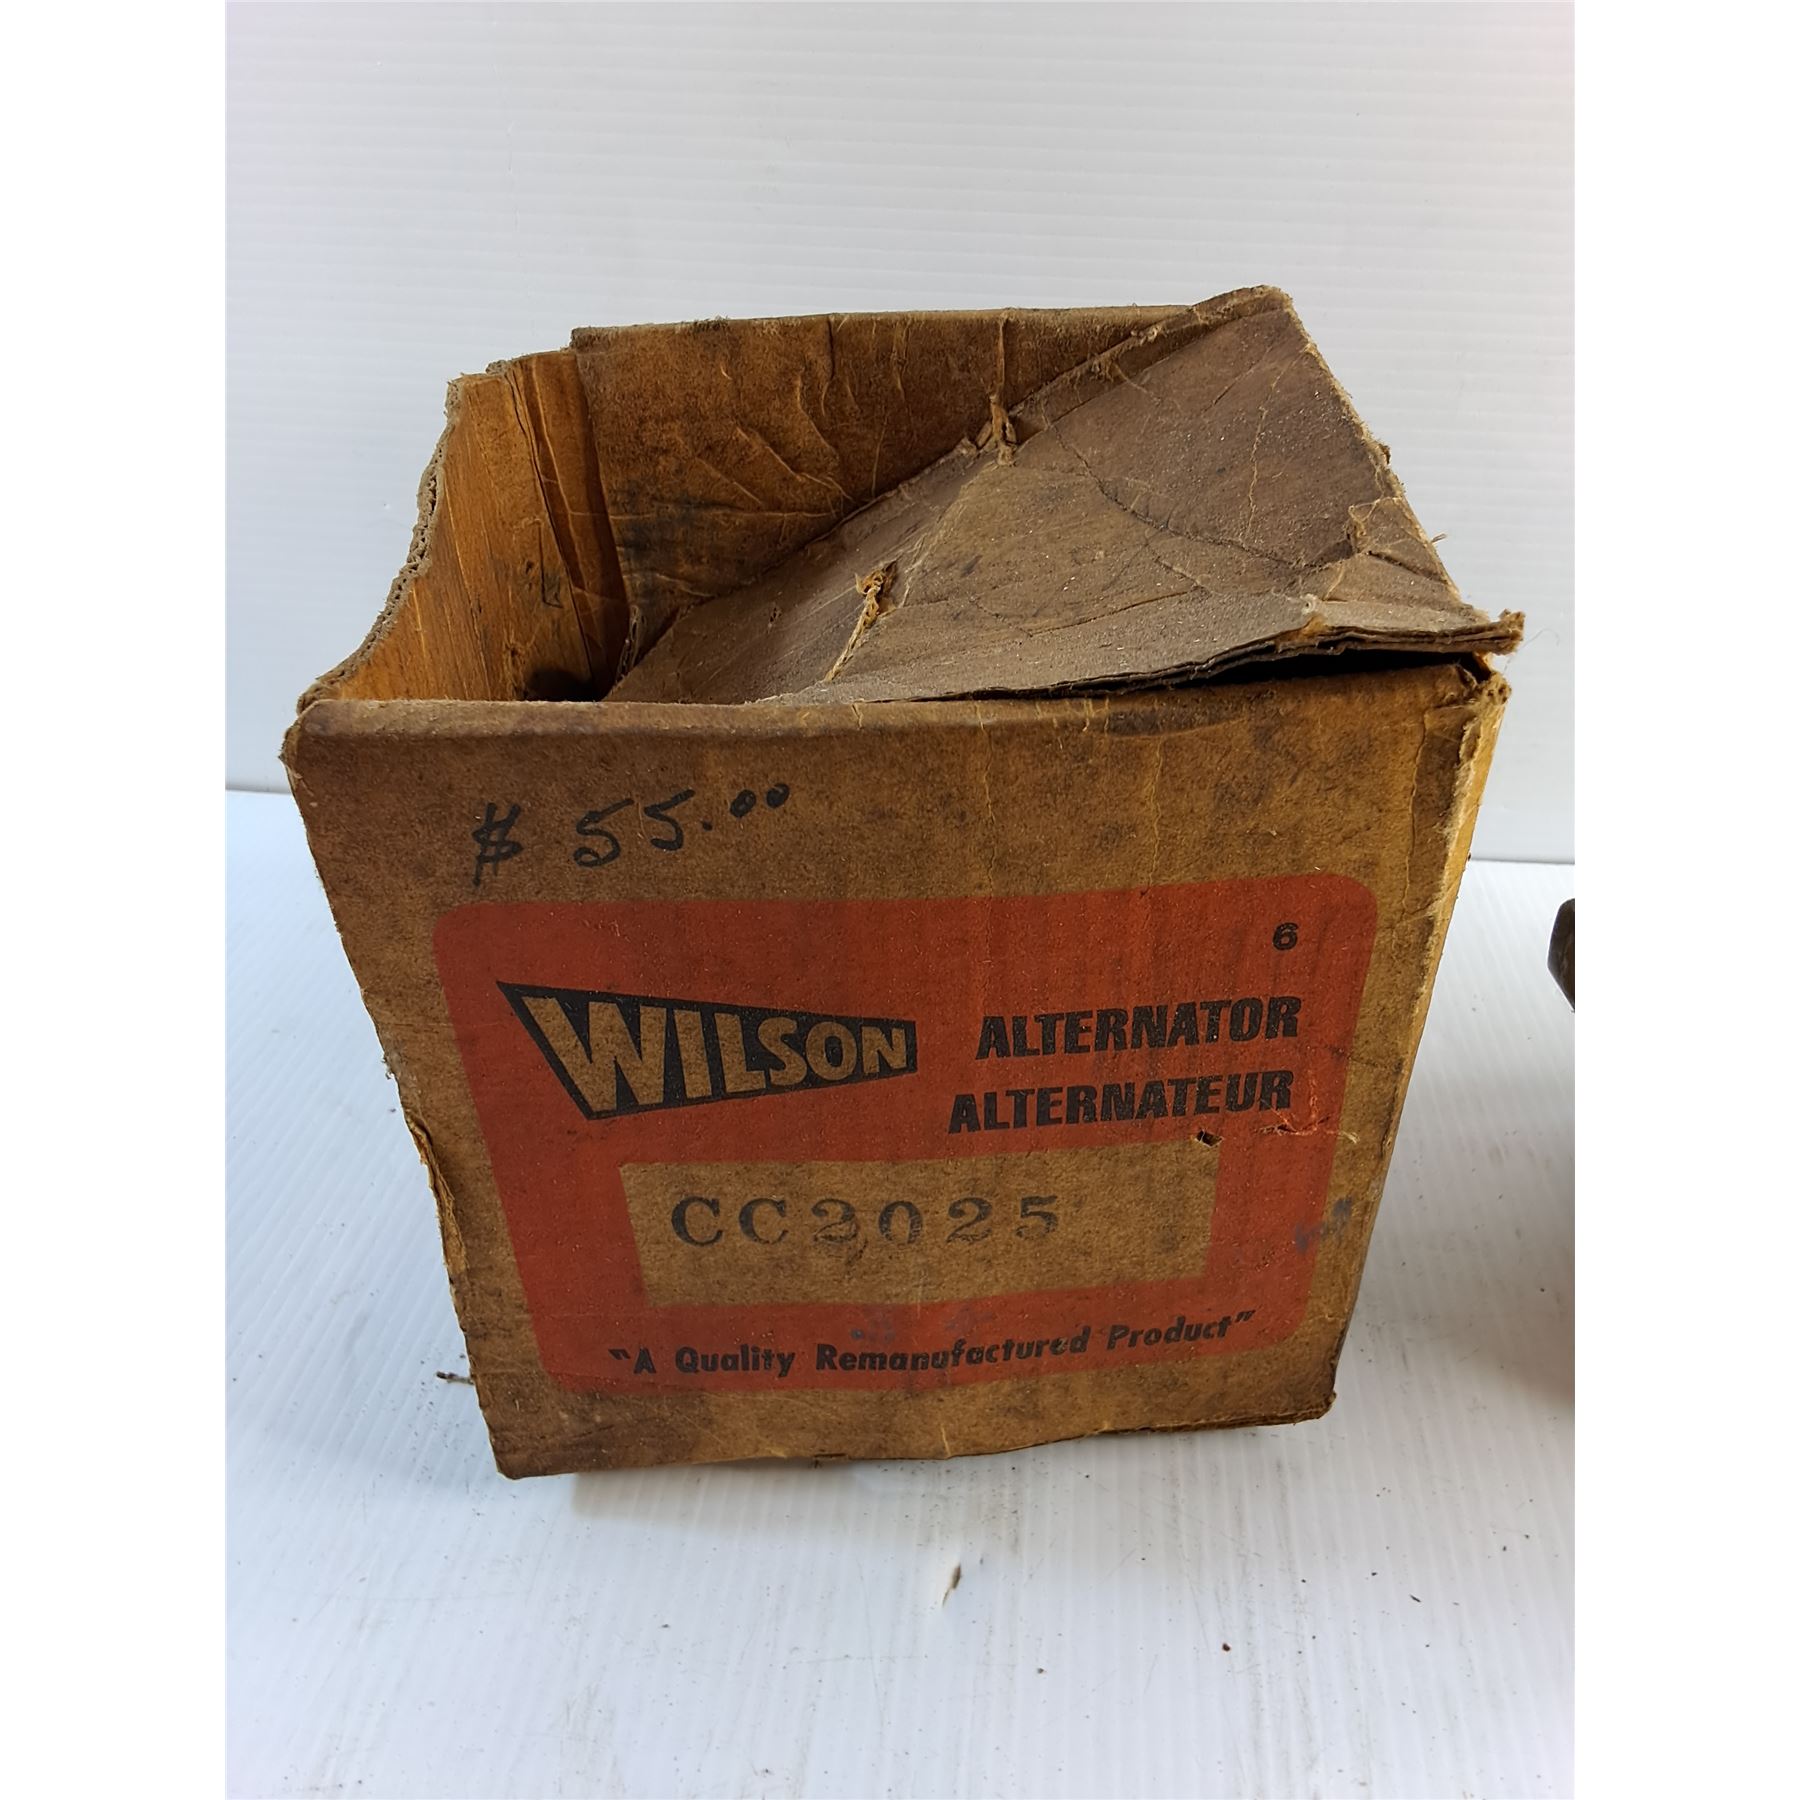 $ 55.00
6
WILSON
ALTERNATOR
ALTERNATEUR
CC2025
"A Quality Remanufactured Product"